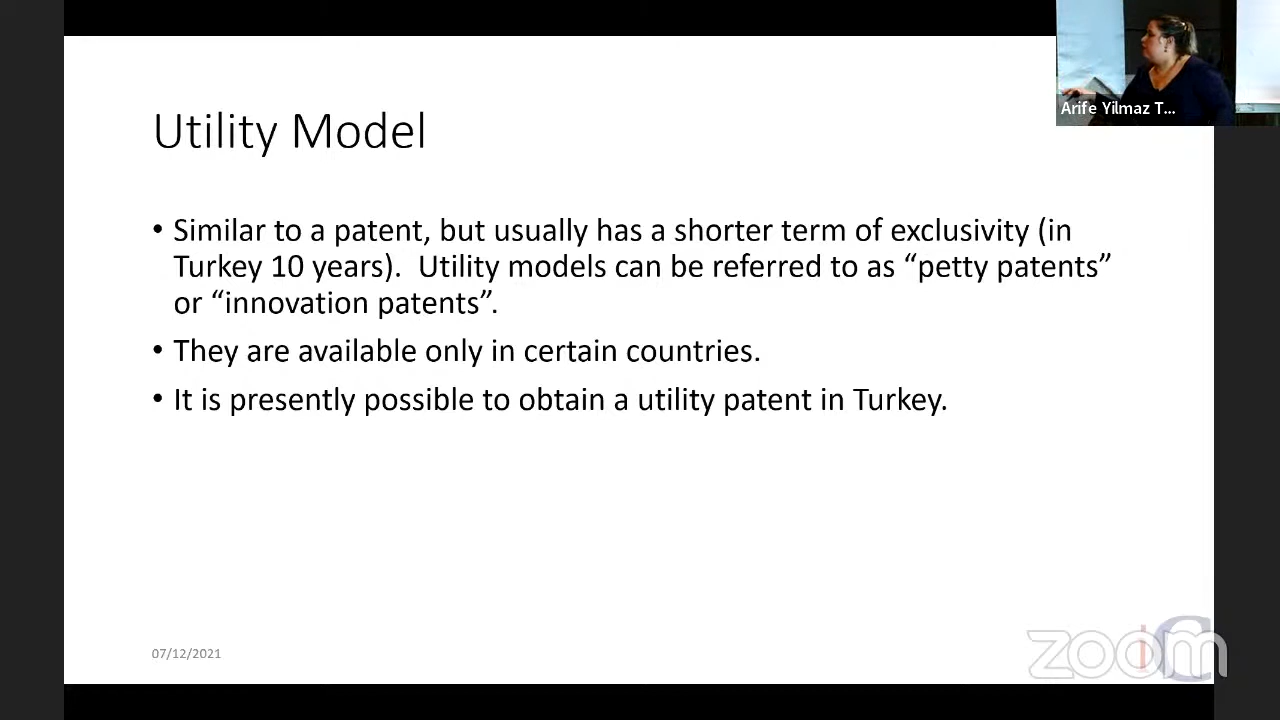 Arife Yilmaz T...
Utility Model
• Similar to a patent, but usually has a shorter term of exclusivity (in
Turkey 10 years).  Utility models can be referred to as “petty patents”
or “innovation patents”.
• They are available only in certain countries.
• It is presently possible to obtain a utility patent in Turkey.
07/12/2021
zoom